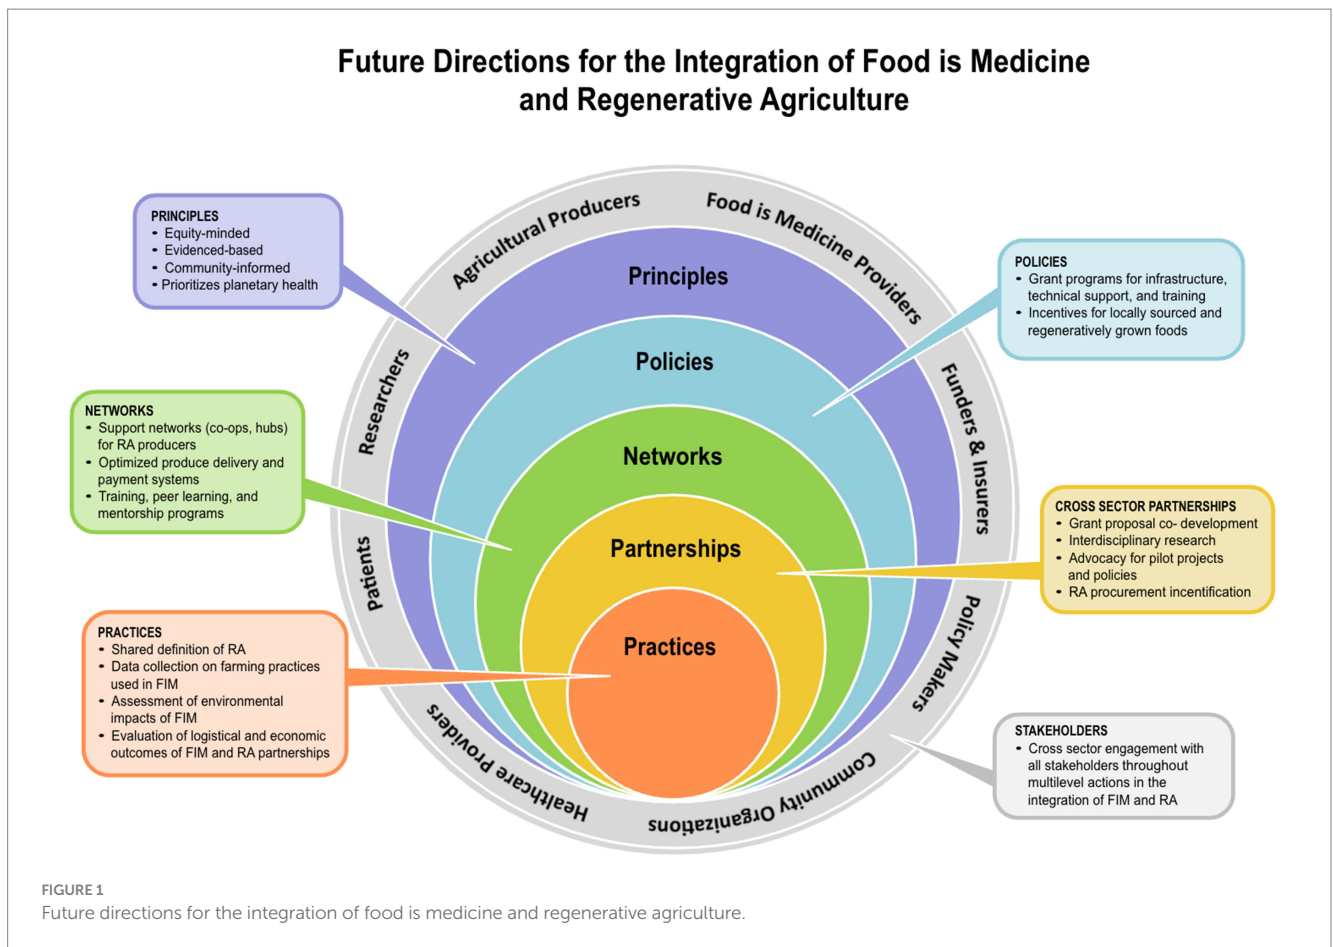 Future Directions for the Integration of Food is Medicine
and Regenerative Agriculture
PRINCIPLES
• Equity-minded
• Evidenced-based
• Community-informed
• Prioritizes planetary health
NETWORKS
• Support networks (co-ops, hubs)
for RA producers
• Optimized produce delivery and
payment systems
• Training, peer learning, and
mentorship programs
PRACTICES
• Shared definition of RA
• Data collection on farming practices
used in FIM
• Assessment of environmental
impacts of FIM
• Evaluation of logistical and economic
outcomes of FIM and RA partnerships
Agricultural Producers
Food is Medicine Providers
Funders & Insurers
Policy Makers
Community Organizations
Healthcare Providers
Patients
Researchers
Principles
Policies
Networks
Partnerships
Practices
POLICIES
• Grant programs for infrastructure,
technical support, and training
• Incentives for locally sourced and
regeneratively grown foods
CROSS SECTOR PARTNERSHIPS
• Grant proposal co- development
• Interdisciplinary research
• Advocacy for pilot projects
and policies
• RA procurement incentification
STAKEHOLDERS
• Cross sector engagement with
all stakeholders throughout
multilevel actions in the
integration of FIM and RA
FIGURE 1
Future directions for the integration of food is medicine and regenerative agriculture.